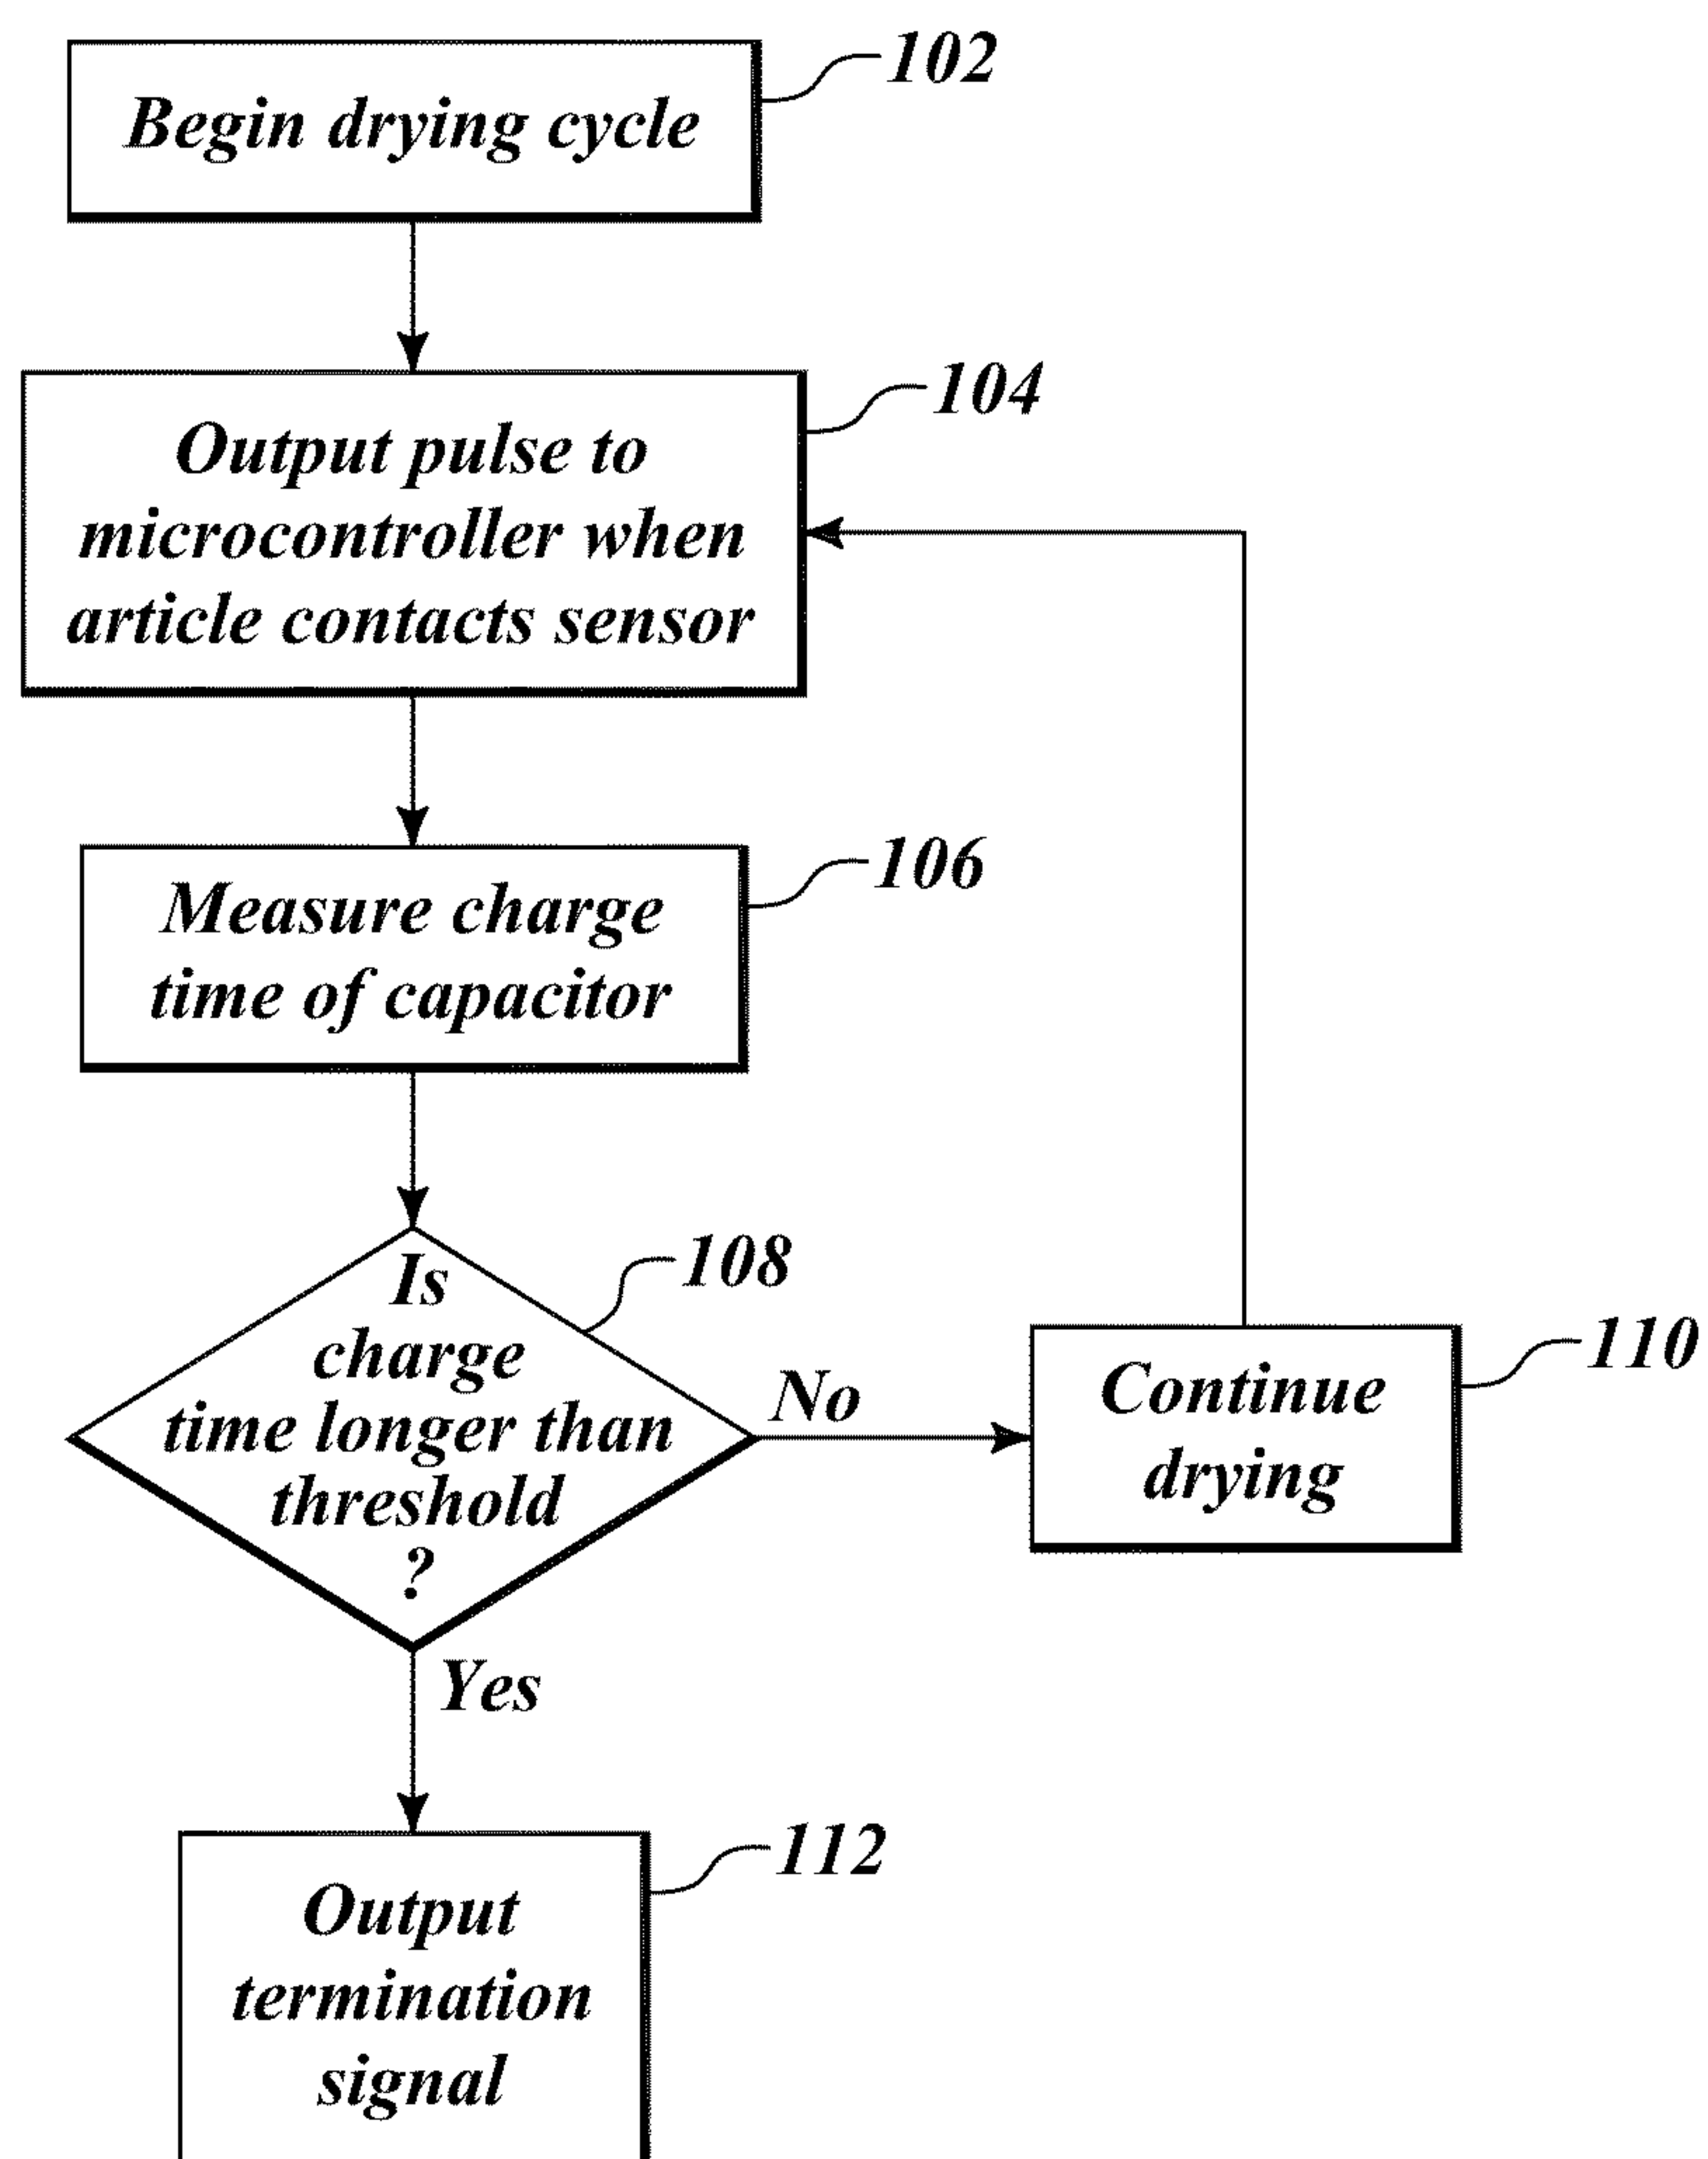 102
Begin drying cycle
104
Output pulse to
microcontroller when
article contacts sensor
106
Measure charge
time of capacitor
108
Is
charge
time longer than
threshold
?
No
110
Continue
drying
Yes
112
Output
termination
signal